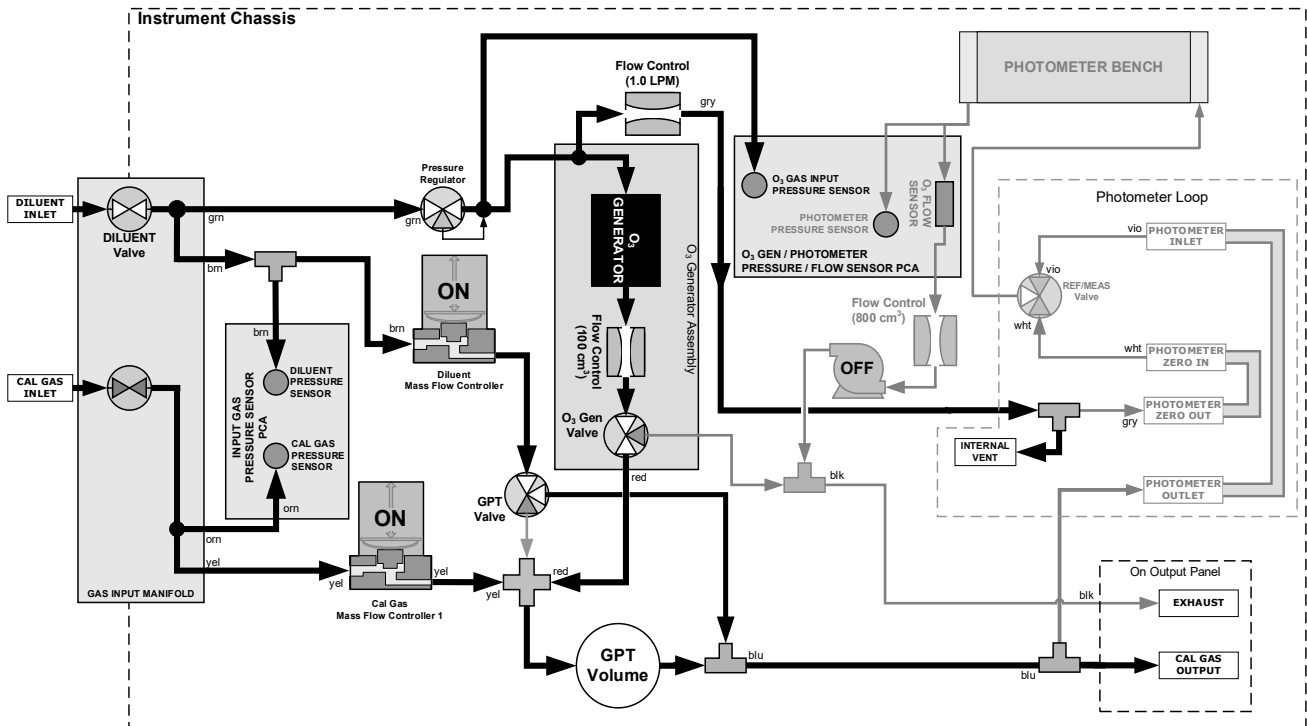 Instrument Chassis
Flow Control
(1.0 LPM)
gry
PHOTOMETER BENCH
Pressure
Regulator
grn
grn
DILUENT
INLET
DILUENT
Valve
brn
O3
GENERATOR
O3 Generator Assembly
O3 GAS INPUT
PRESSURE SENSOR
PHOTOMETER
PRESSURE SENSOR
O3 FLOW
SENSOR
O3 GEN / PHOTOMETER
PRESSURE / FLOW SENSOR PCA
Photometer Loop
vio
PHOTOMETER
INLET
vio
REF/MEAS
Valve
wht
wht
PHOTOMETER
ZERO IN
PHOTOMETER
ZERO OUT
gry
INTERNAL
VENT
PHOTOMETER
OUTLET
ON
brn
brn
Diluent
Mass Flow Controller
Flow Control
(100 cm3)
Flow Control
(800 cm3)
OFF
CAL GAS
INLET
DILUENT
PRESSURE
SENSOR
INPUT GAS
PRESSURE SENSOR
PCA
CAL GAS
PRESSURE
SENSOR
orn
orn
O3 Gen
Valve
red
blk
GPT
Valve
ON
yel
yel
yel
yel
red
Cal Gas
Mass Flow Controller 1
GAS INPUT MANIFOLD
GPT
Volume
blu
blu
On Output Panel
blk
EXHAUST
CAL GAS
OUTPUT